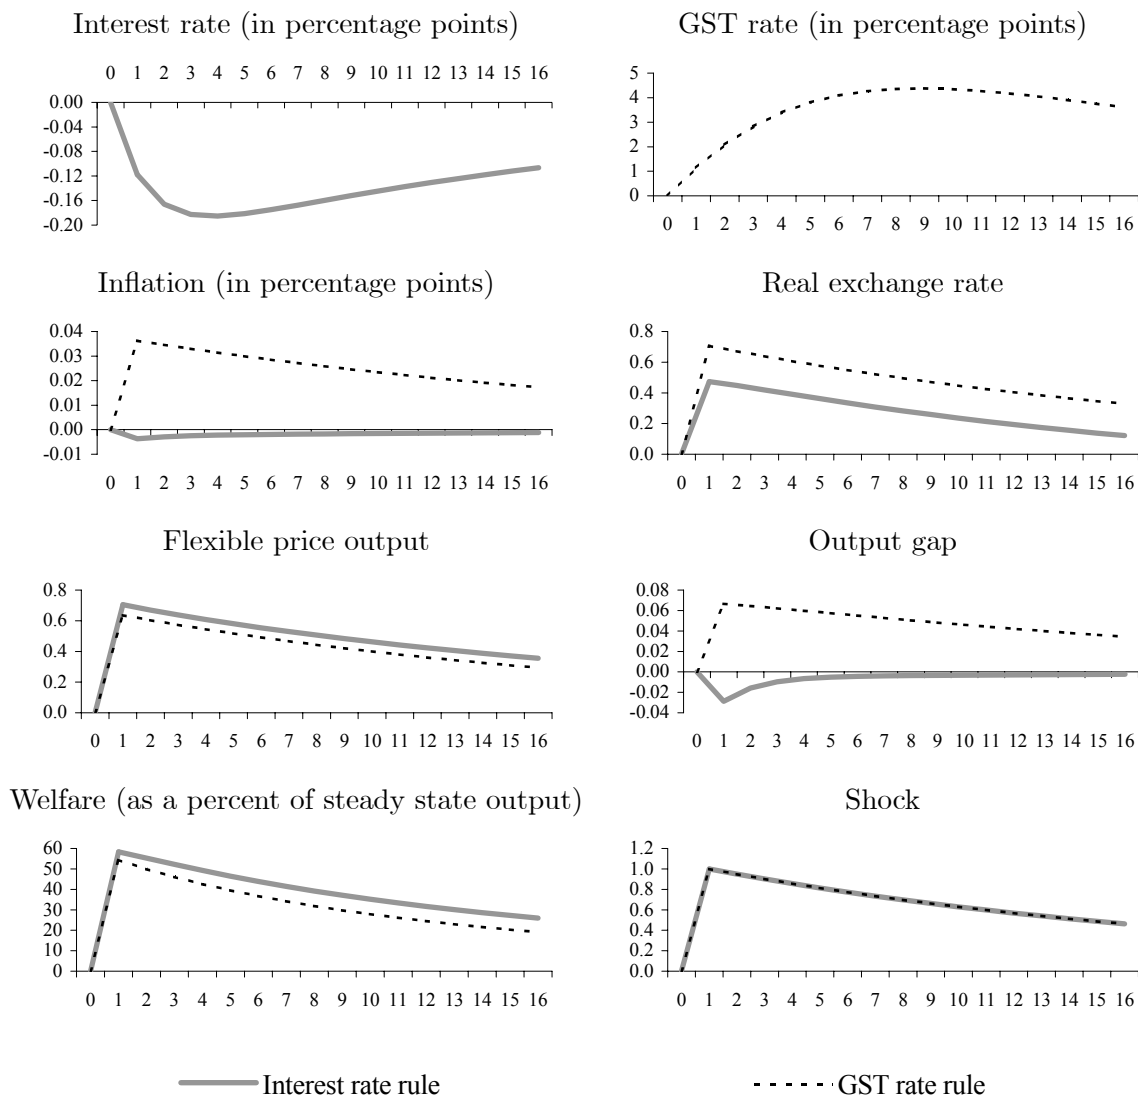 Interest rate (in percentage points)
0 1 2 3 4 5 6 7 8 9 10 11 12 13 14 15 16
0.00
-0.04
-0.08
-0.12
-0.16
-0.20
GST rate (in percentage points)
5
4
3
2
1
0
0 1 2 3 4 5 6 7 8 9 10 11 12 13 14 15 16
Inflation (in percentage points)
0.04
0.03
0.02
0.01
0.00
-0.01
0 1 2 3 4 5 6 7 8 9 10 11 12 13 14 15 16
Real exchange rate
0.8
0.6
0.4
0.2
0.0
0 1 2 3 4 5 6 7 8 9 10 11 12 13 14 15 16
Flexible price output
0.8
0.6
0.4
0.2
0.0
0 1 2 3 4 5 6 7 8 9 10 11 12 13 14 15 16
Output gap
0.08
0.06
0.04
0.02
0.00
-0.02
-0.04
0 1 2 3 4 5 6 7 8 9 10 11 12 13 14 15 16
Welfare (as a percent of steady state output)
60
50
40
30
20
10
0
0 1 2 3 4 5 6 7 8 9 10 11 12 13 14 15 16
Shock
1.2
1.0
0.8
0.6
0.4
0.2
0.0
0 1 2 3 4 5 6 7 8 9 10 11 12 13 14 15 16
Interest rate rule
GST rate rule